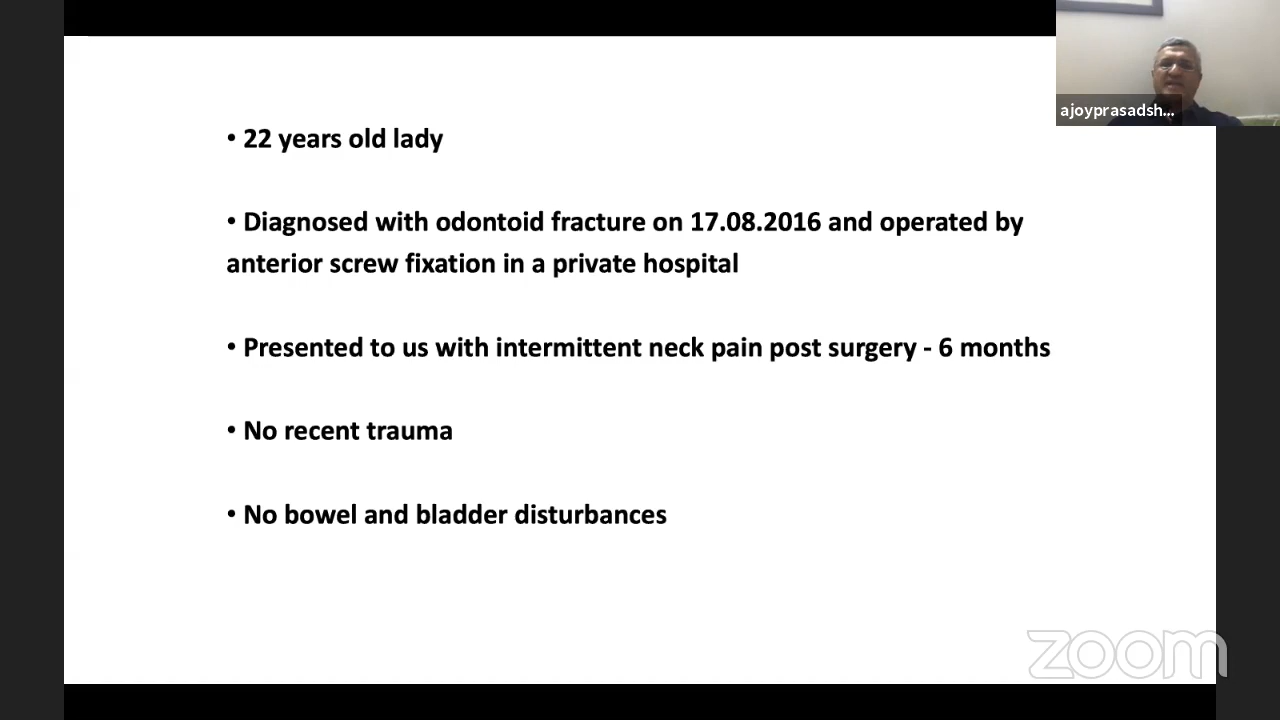 ajoyprasadsh...
• 22 years old lady
• Diagnosed with odontoid fracture on 17.08.2016 and operated by
anterior screw fixation in a private hospital
• Presented to us with intermittent neck pain post surgery - 6 months
• No recent trauma
• No bowel and bladder disturbances
zoom